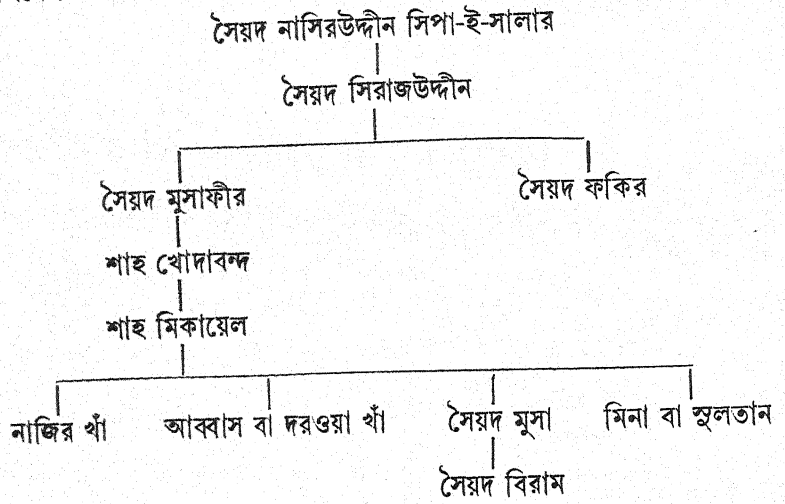 সৈয়দ নাসিরউদ্দীন সিপা-ই-সালার
সৈয়দ সিরাজউদ্দীন
সৈয়দ মুসাফীর সৈয়দ ফকির
শাহ খোদাবন্দ
শাহ মিকায়েল
নাজির খাঁ আব্বাস বা দরওয়া খাঁ সৈয়দ মুসা মিনা বা সুলতান
সৈয়দ বিরাম